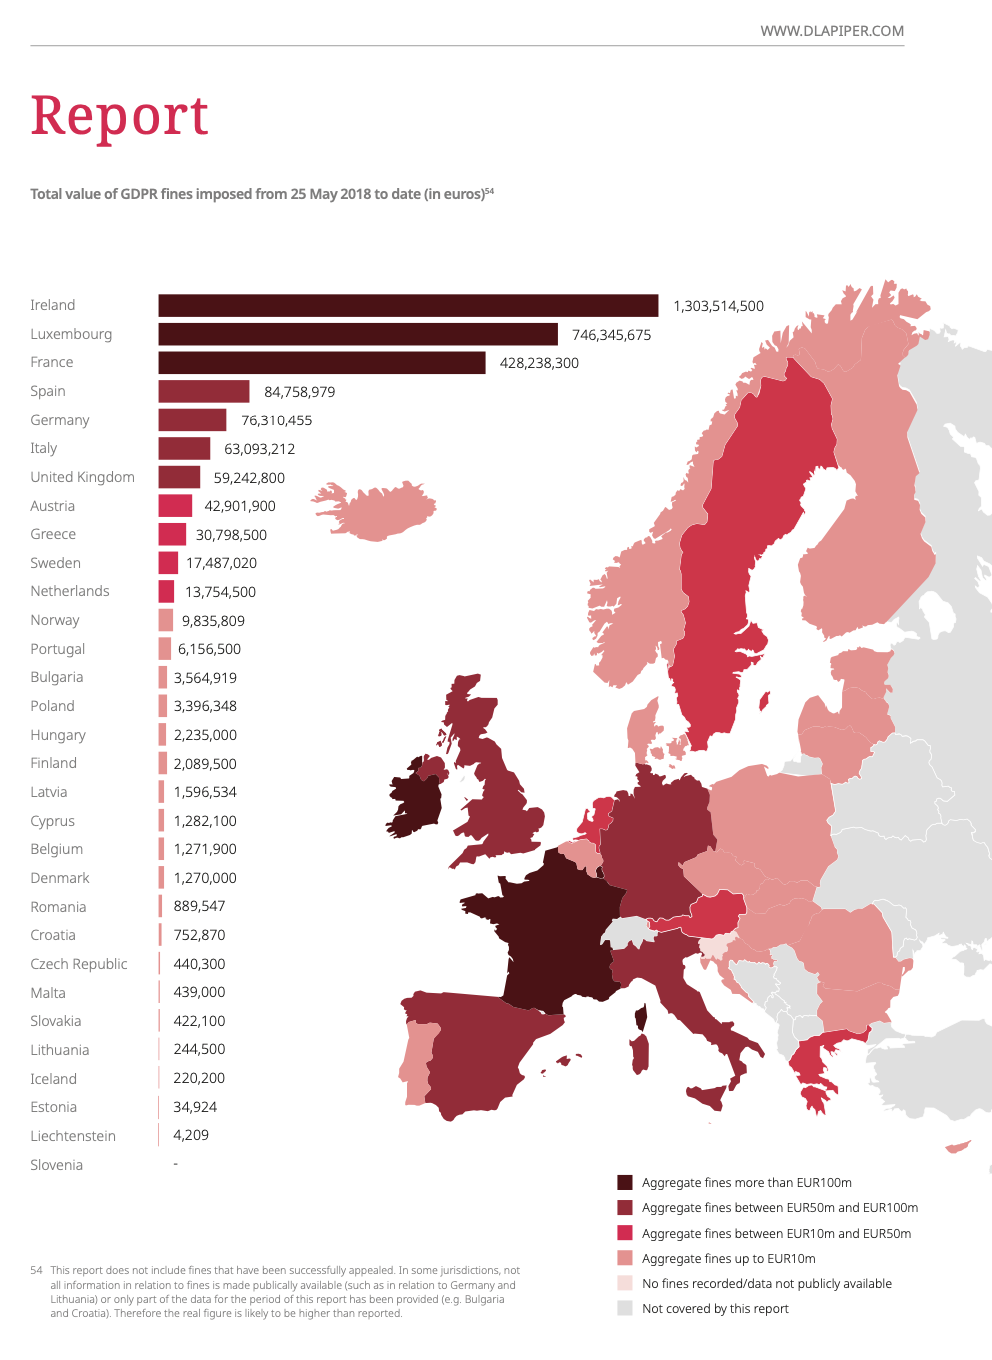 WWW.DLAPIPER.COM
Report
Total value of GDPR fines imposed from 25 May 2018 to date (in euros)54
Ireland 1,303,514,500
Luxembourg 746,345,675
France 428,238,300
Spain 84,758,979
Germany 76,310,455
Italy 63,093,212
United Kingdom 59,242,800
Austria 42,901,900
Greece 30,798,500
Sweden 17,487,020
Netherlands 13,754,500
Norway 9,835,809
Portugal 6,156,500
Bulgaria 3,564,919
Poland 3,396,348
Hungary 2,235,000
Finland 2,089,500
Latvia 1,596,534
Cyprus 1,282,100
Belgium 1,271,900
Denmark 1,270,000
Romania 889,547
Croatia 752,870
Czech Republic 440,300
Malta 439,000
Slovakia 422,100
Lithuania 244,500
Iceland 220,200
Estonia 34,924
Liechtenstein 4,209
Slovenia -
Aggregate fines more than EUR100m
Aggregate fines between EUR50m and EUR100m
Aggregate fines between EUR10m and EUR50m
Aggregate fines up to EUR10m
No fines recorded/data not publicly available
Not covered by this report
54 This report does not include fines that have been successfully appealed. In some jurisdictions, not
all information in relation to fines is made publically available (such as in relation to Germany and
Lithuania) or only part of the data for the period of this report has been provided (e.g. Bulgaria
and Croatia). Therefore the real figure is likely to be higher than reported.